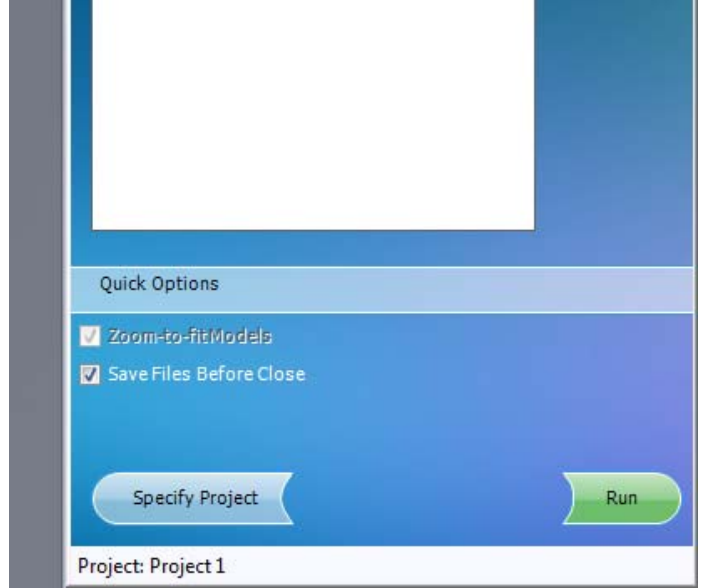 Quick Options
Zoom-to-fitModels
Save Files Before Close
Specify Project
Run
Project: Project 1